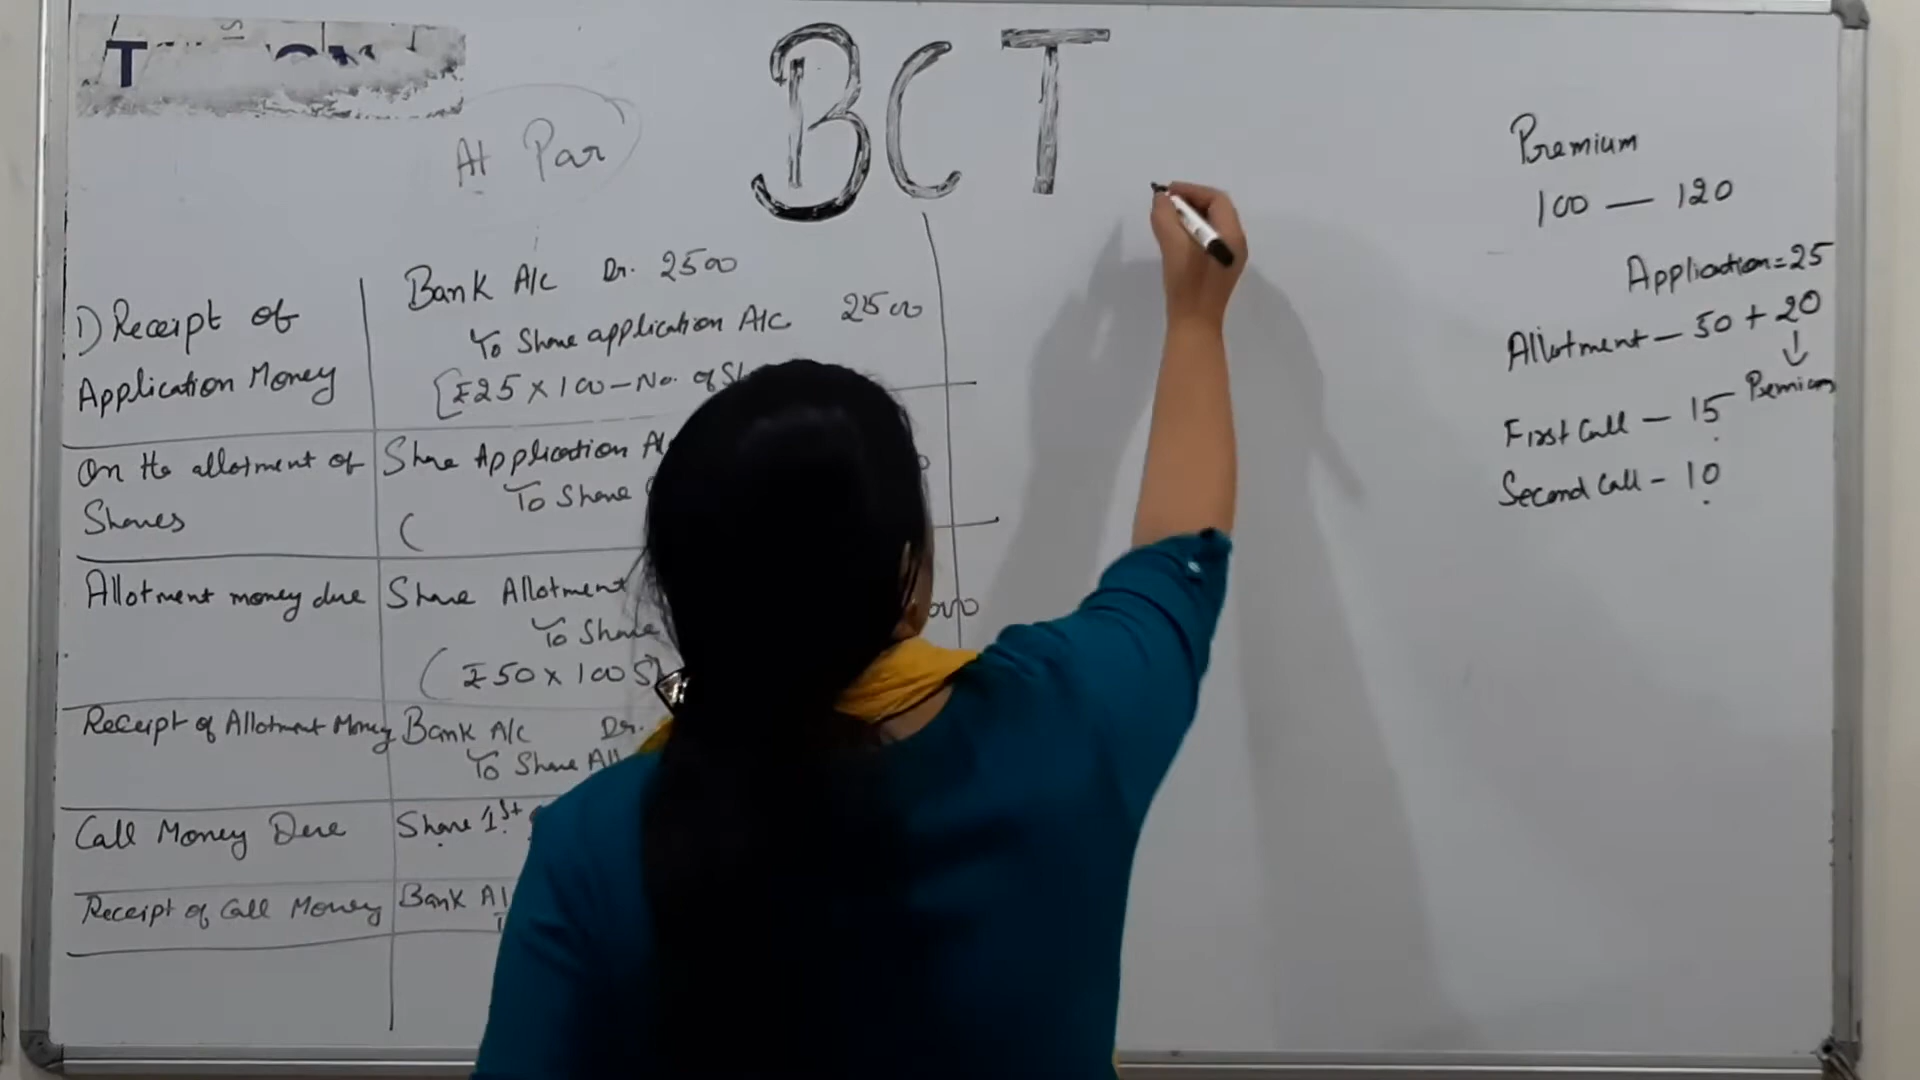 BCT
At Par
1) Receipt of
Application Money
Bank A/c Dr. 2500
To Share application A/c 2500
[₹25 × 100 - No. of
On the allotment of
Shares
Share Application
To Share
(
Allotment money due
Share Allotment
To Share
(₹50 × 100
Receipt of Allotment Money
Bank A/c Dr.
To Share
Call Money Due
Share 1st
Receipt of Call Money
Bank
Premium
100 — 120
Application = 25
Allotment — 50 + 20
↓
Premium
First Call — 15
Second Call - 10